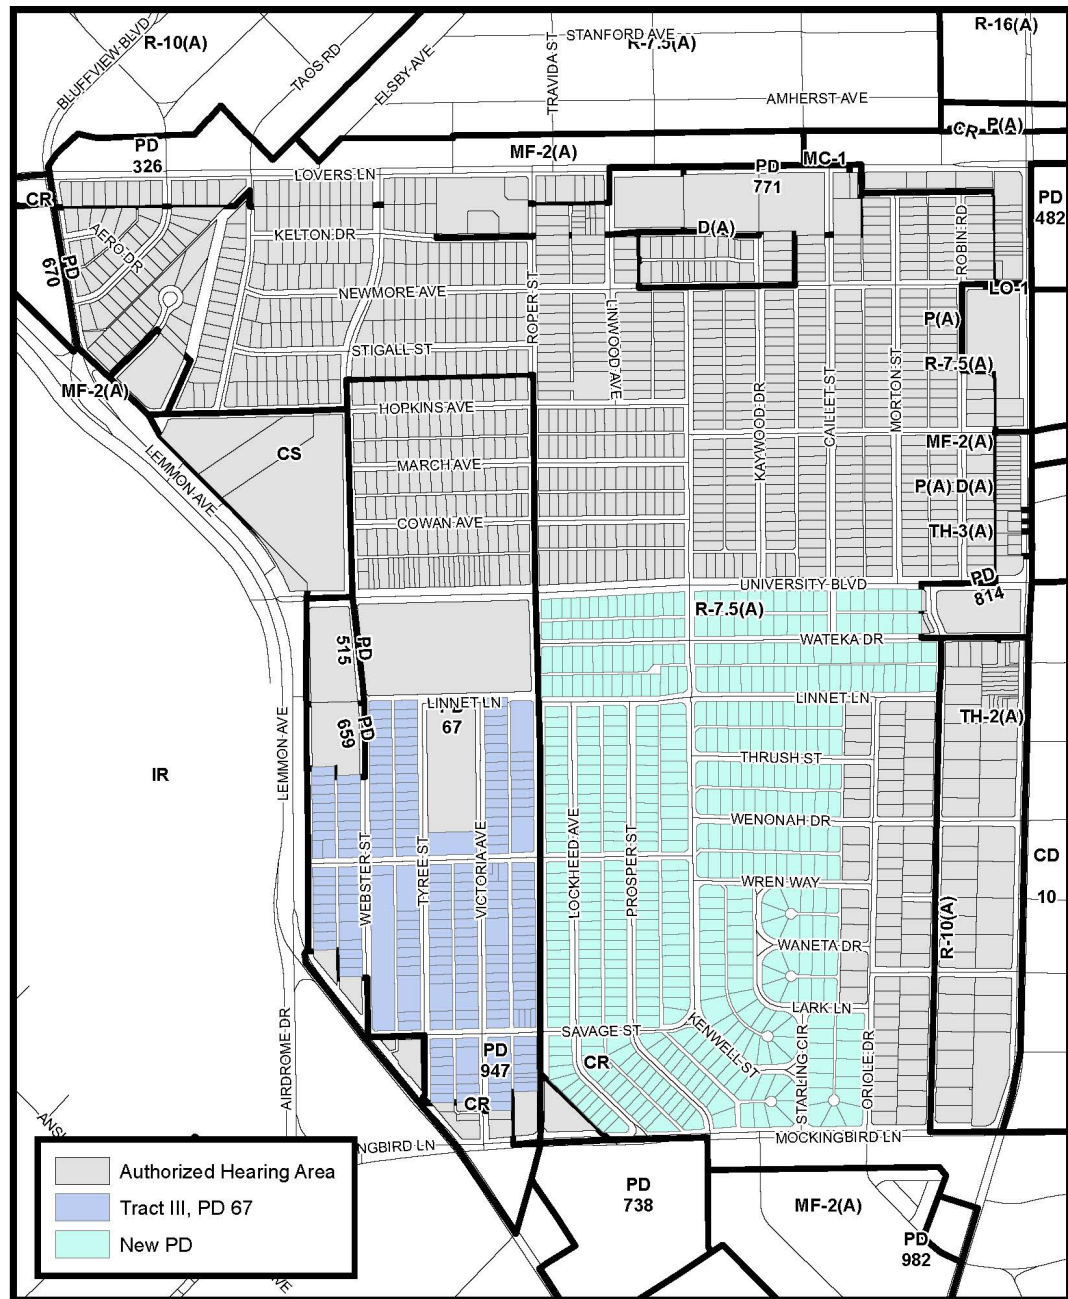 BLUFFVIEW BLVD
R-10(A)
TAOS RD
ELSBY AVE
TRAVIDA ST
STANFORD AVE
R-7.5(A)
R-16(A)
AMHERST AVE
CR
P(A)
PD
326
MF-2(A)
MC-1
LOVERS LN
PD
771
CR
PD
482
AERO DR
KELTON DR
D(A)
ROBIN RD
PD
670
NEWMORE AVE
ROPER ST
LINWOOD AVE
LO-1
P(A)
STIGALL ST
R-7.5(A)
MF-2(A)
HOPKINS AVE
KAYWOOD DR
CAILLET ST
MORTON ST
MF-2(A)
CS
LEMMON AVE
MARCH AVE
P(A)
D(A)
COWAN AVE
TH-3(A)
UNIVERSITY BLVD
PD
814
R-7.5(A)
PD
515
WATEKA DR
LINNET LN
LINNET LN
PD
67
PD
659
TH-2(A)
IR
LEMMON AVE
THRUSH ST
WEBSTER ST
TYREE ST
VICTORIA AVE
LOCKHEED AVE
PROSPER ST
WENONAH DR
CD
10
WREN WAY
R-10(A)
WANETA DR
LARK LN
AIRDROME DR
SAVAGE ST
KENWELL ST
STARLING CIR
ORIOLE DR
PD
947
CR
CR
MOCKINGBIRD LN
NGBIRD LN
Authorized Hearing Area
Tract III, PD 67
New PD
PD
738
MF-2(A)
PD
982